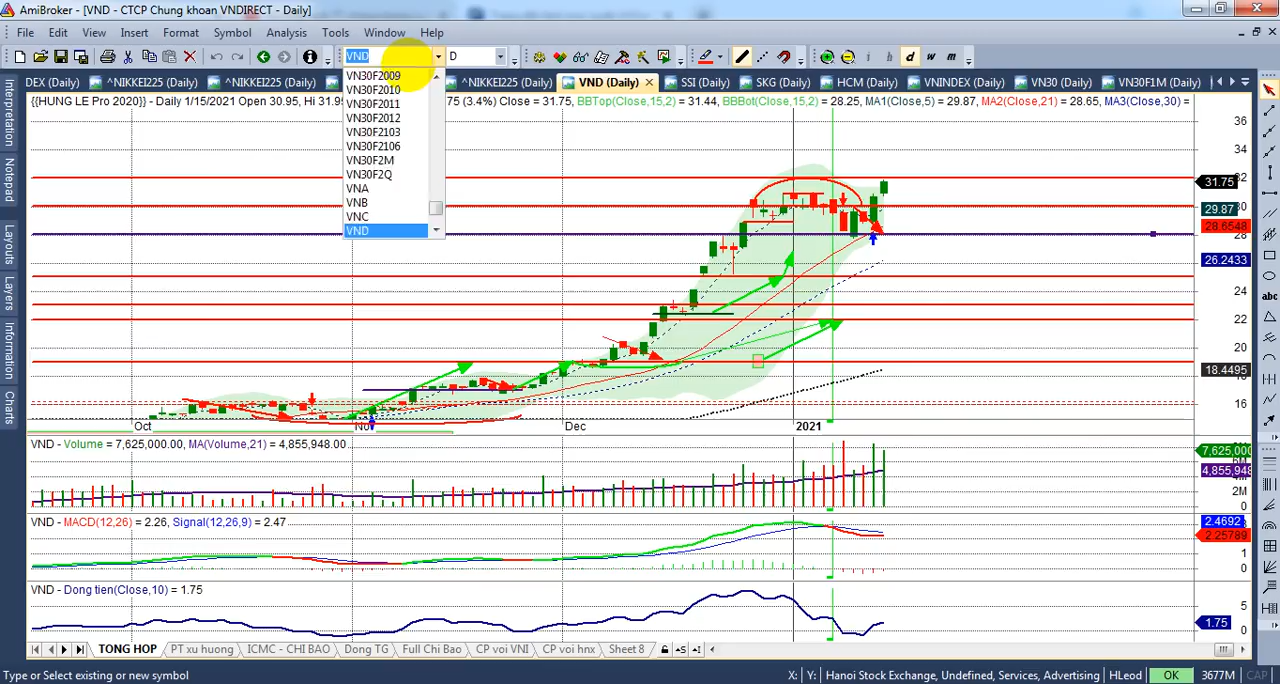 AmiBroker - [VND - CTCP Chung khoan VNDIRECT - Daily]
File Edit View Insert Format Symbol Analysis Tools Window Help
VND D i h d w m
DEX (Daily) ^NIKKEI225 (Daily) ^NIKKEI225 (Daily) ^NIKKEI225 (Daily) VND (Daily) SSI (Daily) SKG (Daily) HCM (Daily) VNINDEX (Daily) VN30 (Daily) VN30F1M (Daily)
{{HUNG LE Pro 2020}} - Daily 1/15/2021 Open 30.95, Hi 31.9 .75 (3.4%) Close = 31.75, BBTop(Close,15,2) = 31.44, BBBot(Close,15,2) = 28.25, MA1(Close,5) = 29.87, MA2(Close,21) = 28.65, MA3(Close,30) =
VN30F2009
VN30F2010
VN30F2011
VN30F2012
VN30F2103
VN30F2106
VN30F2M
VN30F2Q
VNA
VNB
VNC
VND
Interpretation
Notepad
Layouts
Layers
Information
Charts
abc
36
34
32
31.75
30
29.87
28.6548
28
26.2433
24
22
20
18.4495
16
Oct Nov Dec 2021
VND - Volume = 7,625,000.00, MA(Volume,21) = 4,855,948.00
7,625,000
4,855,948
2M
0
VND - MACD(12,26) = 2.26, Signal(12,26,9) = 2.47
2.4692
2.25789
1
0
VND - Dong tien(Close,10) = 1.75
5
1.75
0
TONG HOP PT xu huong ICMC - CHI BAO Dong TG Full Chi Bao CP voi VNI CP voi hnx Sheet 8
Type or Select existing or new symbol X: Y: Hanoi Stock Exchange, Undefined, Services, Advertising HLeod OK 3677M CAP